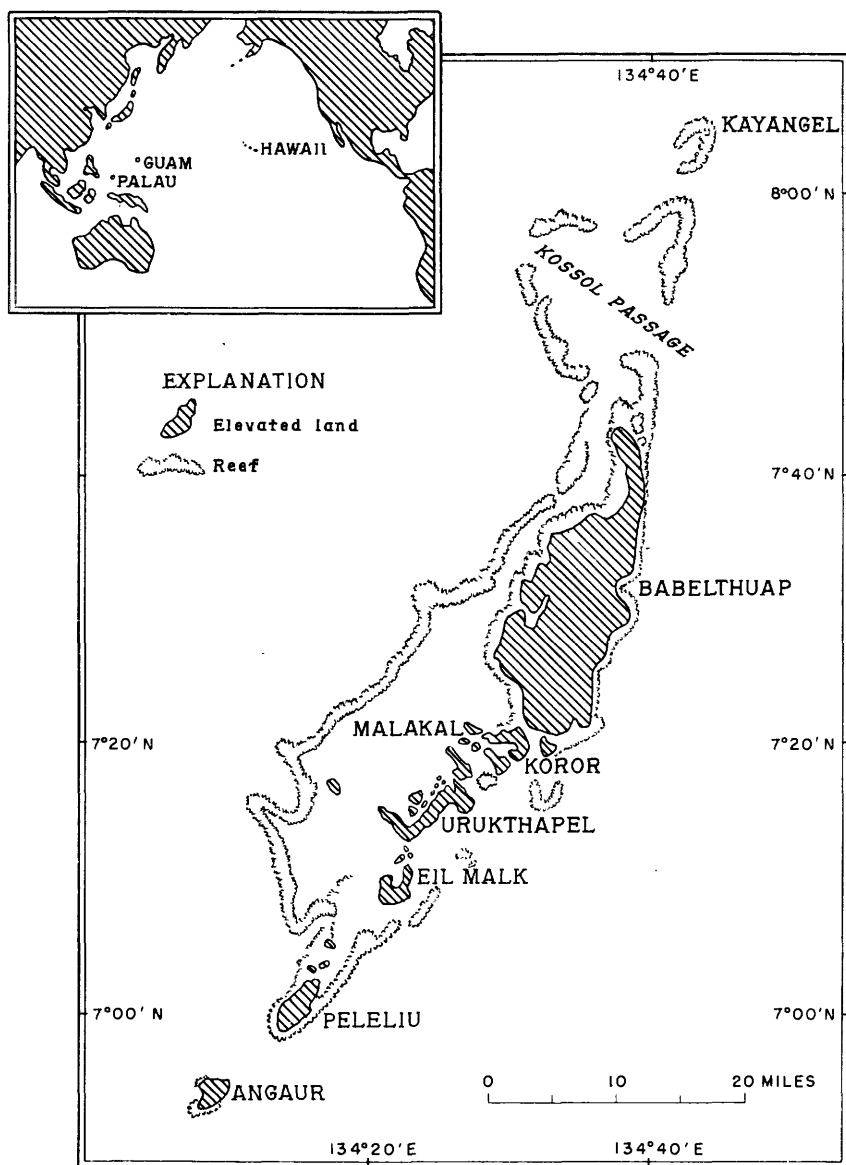 134°40'E
KAYANGEL
HAWAII
GUAM
PALAU
8°00' N
KOSSOL PASSAGE
EXPLANATION
Elevated land
Reef
7°40'N
7°40'N
BABELTHUAP
MALAKAL
7°20' N
7°20'N
KOROR
URUKTHAPEL
EIL MALK
7°00' N
7°00' N
PELELIU
ANGAUR
0 10 20 MILES
134°20'E
134°40'E